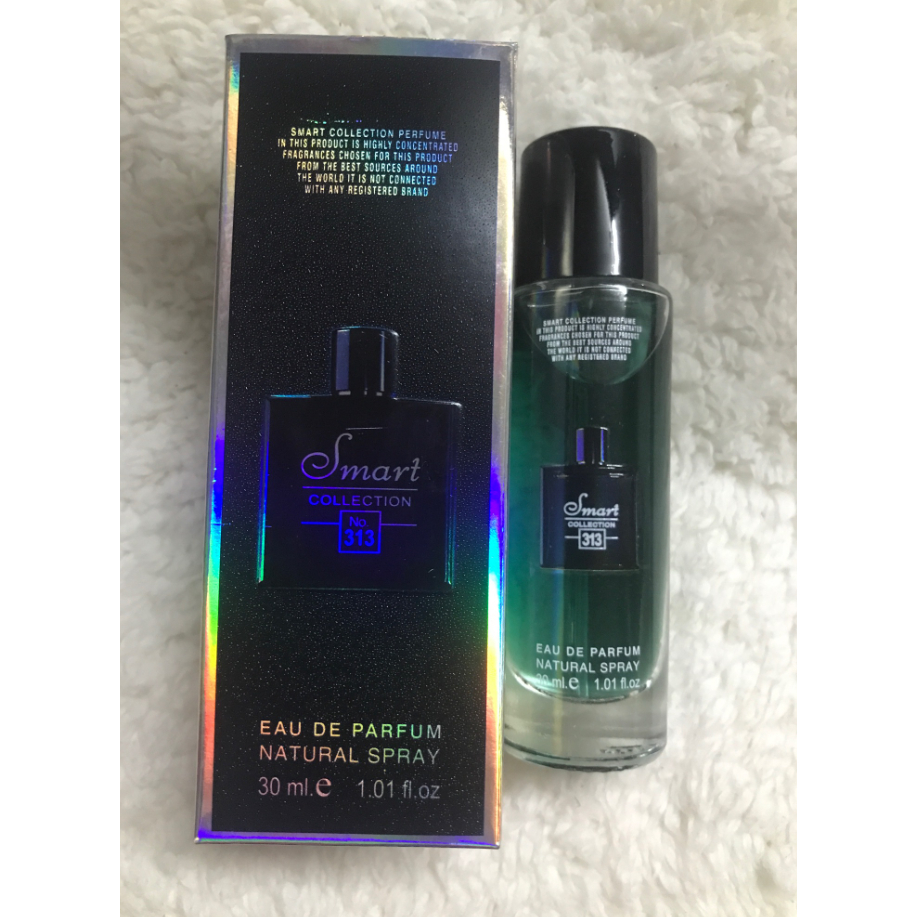 SMART COLLECTION PERFUME
IN THIS PRODUCT IS HIGHLY CONCENTRATED
FRAGRANCES CHOSEN FOR THIS PRODUCT
FROM THE BEST SOURCES AROUND
THE WORLD IT IS NOT CONNECTED
WITH ANY REGISTERED BRAND
Smart
COLLECTION
No
313
EAU DE PARFUM
NATURAL SPRAY
30 ml.e 1.01 fl.oz
SMART COLLECTION PERFUME
IN THIS PRODUCT IS HIGHLY CONCENTRATED
FRAGRANCES CHOSEN FOR THIS PRODUCT
FROM THE BEST SOURCES AROUND
THE WORLD IT IS NOT CONNECTED
WITH ANY REGISTERED BRAND
Smart
COLLECTION
313
EAU DE PARFUM
NATURAL SPRAY
30 ml.e 1.01 fl.oz